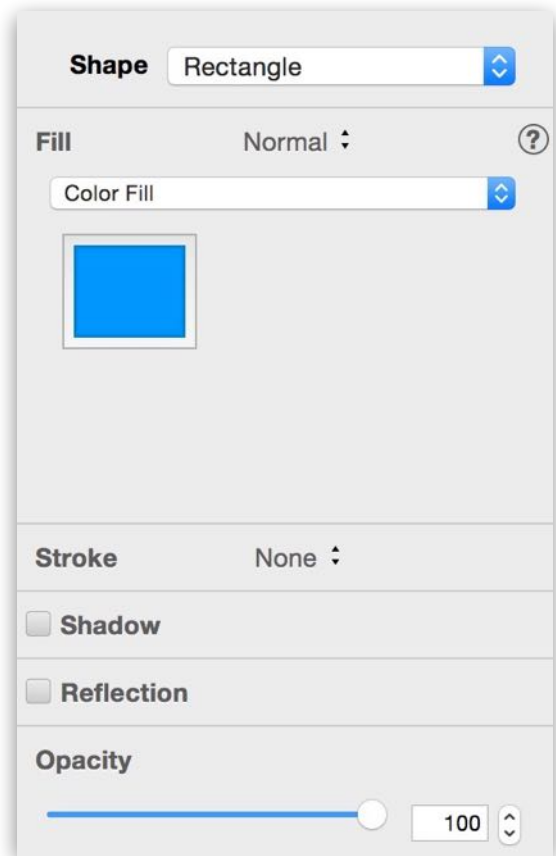 Shape Rectangle
Fill Normal ?
Color Fill
Stroke None
Shadow
Reflection
Opacity
100